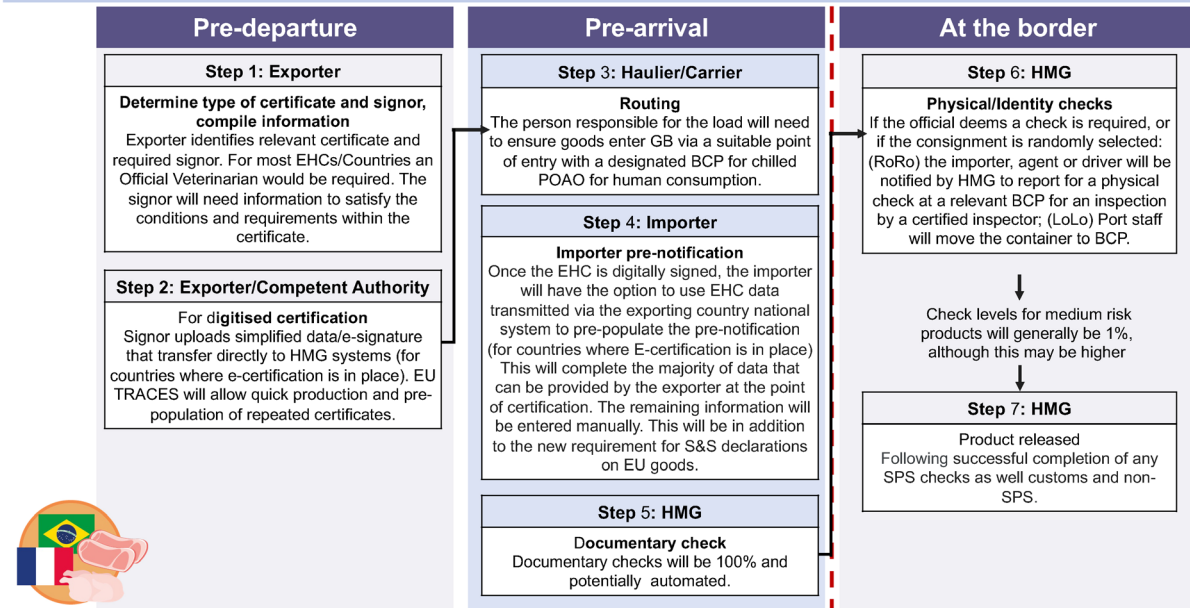 Pre-departure
Step 1: Exporter
Determine type of certificate and signor,
compile information
Exporter identifies relevant certificate and
required signor. For most EHCs/Countries an
Official Veterinarian would be required. The
signor will need information to satisfy the
conditions and requirements within the
certificate.
Step 2: Exporter/Competent Authority
For digitised certification
Signor uploads simplified data/e-signature
that transfer directly to HMG systems (for
countries where e-certification is in place). EU
TRACES will allow quick production and pre-
population of repeated certificates.
Pre-arrival
Step 3: Haulier/Carrier
Routing
The person responsible for the load will need
to ensure goods enter GB via a suitable point
of entry with a designated BCP for chilled
POAO for human consumption.
Step 4: Importer
Importer pre-notification
Once the EHC is digitally signed, the importer
will have the option to use EHC data
transmitted via the exporting country national
system to pre-populate the pre-notification
(for countries where E-certification is in place)
This will complete the majority of data that
can be provided by the exporter at the point
of certification. The remaining information will
be entered manually. This will be in addition
to the new requirement for S&S declarations
on EU goods.
Step 5: HMG
Documentary check
Documentary checks will be 100% and
potentially automated.
At the border
Step 6: HMG
Physical/Identity checks
If the official deems a check is required, or
if the consignment is randomly selected:
(RoRo) the importer, agent or driver will be
notified by HMG to report for a physical
check at a relevant BCP for an inspection
by a certified inspector; (LoLo) Port staff
will move the container to BCP.
Check levels for medium risk
products will generally be 1%,
although this may be higher
Step 7: HMG
Product released
Following successful completion of any
SPS checks as well customs and non-
SPS.